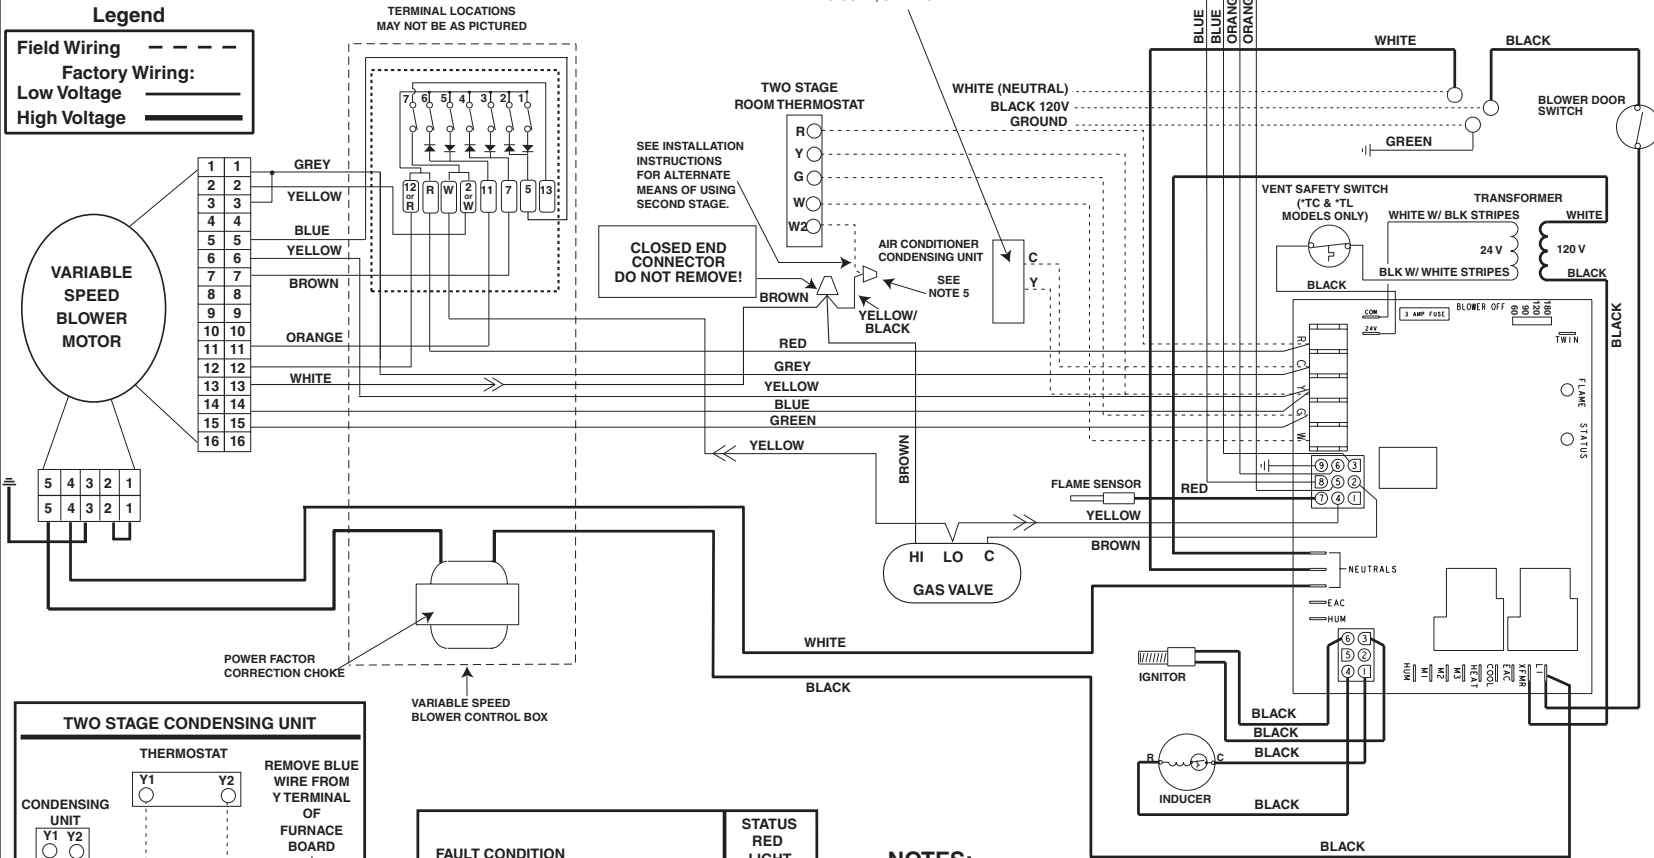 Legend
Field Wiring
Factory Wiring:
Low Voltage
High Voltage
TERMINAL LOCATIONS
MAY NOT BE AS PICTURED
7 6 5 4 3 2 1
12 or R
R
W
2 or W
11
7
5
13
VARIABLE
SPEED
BLOWER
MOTOR
1 1
2 2
3 3
4 4
5 5
6 6
7 7
8 8
9 9
10 10
11 11
12 12
13 13
14 14
15 15
16 16
GREY
YELLOW
BLUE
YELLOW
BROWN
ORANGE
WHITE
5 4 3 2 1
5 4 3 2 1
POWER FACTOR
CORRECTION CHOKE
VARIABLE SPEED
BLOWER CONTROL BOX
TWO STAGE
ROOM THERMOSTAT
R
Y
G
W
W2
SEE INSTALLATION
INSTRUCTIONS
FOR ALTERNATE
MEANS OF USING
SECOND STAGE.
CLOSED END
CONNECTOR
DO NOT REMOVE!
BROWN
YELLOW/
BLACK
SEE
NOTE 5
AIR CONDITIONER
CONDENSING UNIT
C
Y
RED
GREY
YELLOW
BLUE
GREEN
YELLOW
BROWN
FLAME SENSOR
RED
YELLOW
BROWN
HI LO C
GAS VALVE
WHITE
BLACK
BLUE
BLUE
ORANG
ORANG
WHITE
BLACK
WHITE (NEUTRAL)
BLACK 120V
GROUND
GREEN
BLOWER DOOR
SWITCH
VENT SAFETY SWITCH
(*TC & *TL
MODELS ONLY)
TRANSFORMER
WHITE W/ BLK STRIPES
WHITE
24 V
120 V
BLK W/ WHITE STRIPES
BLACK
BLACK
BLACK
COM
24V
3 AMP FUSE
BLOWER OFF
60
90
120
180
TWIN
FLAME STATUS
R
C
Y
G
W
9 6 3
8 5 2
7 4 1
NEUTRALS
EAC
HUM
6 3
5 2
4 1
HUM
M1
M2
M3
HEAT
COOL
EAC
XFMR
L1
IGNITOR
BLACK
BLACK
BLACK
R
C
INDUCER
BLACK
BLACK
TWO STAGE CONDENSING UNIT
THERMOSTAT
Y1 Y2
CONDENSING
UNIT
Y1 Y2
REMOVE BLUE
WIRE FROM
Y TERMINAL
OF
FURNACE
BOARD
FAULT CONDITION
STATUS
RED
LIGHT
NOTES: